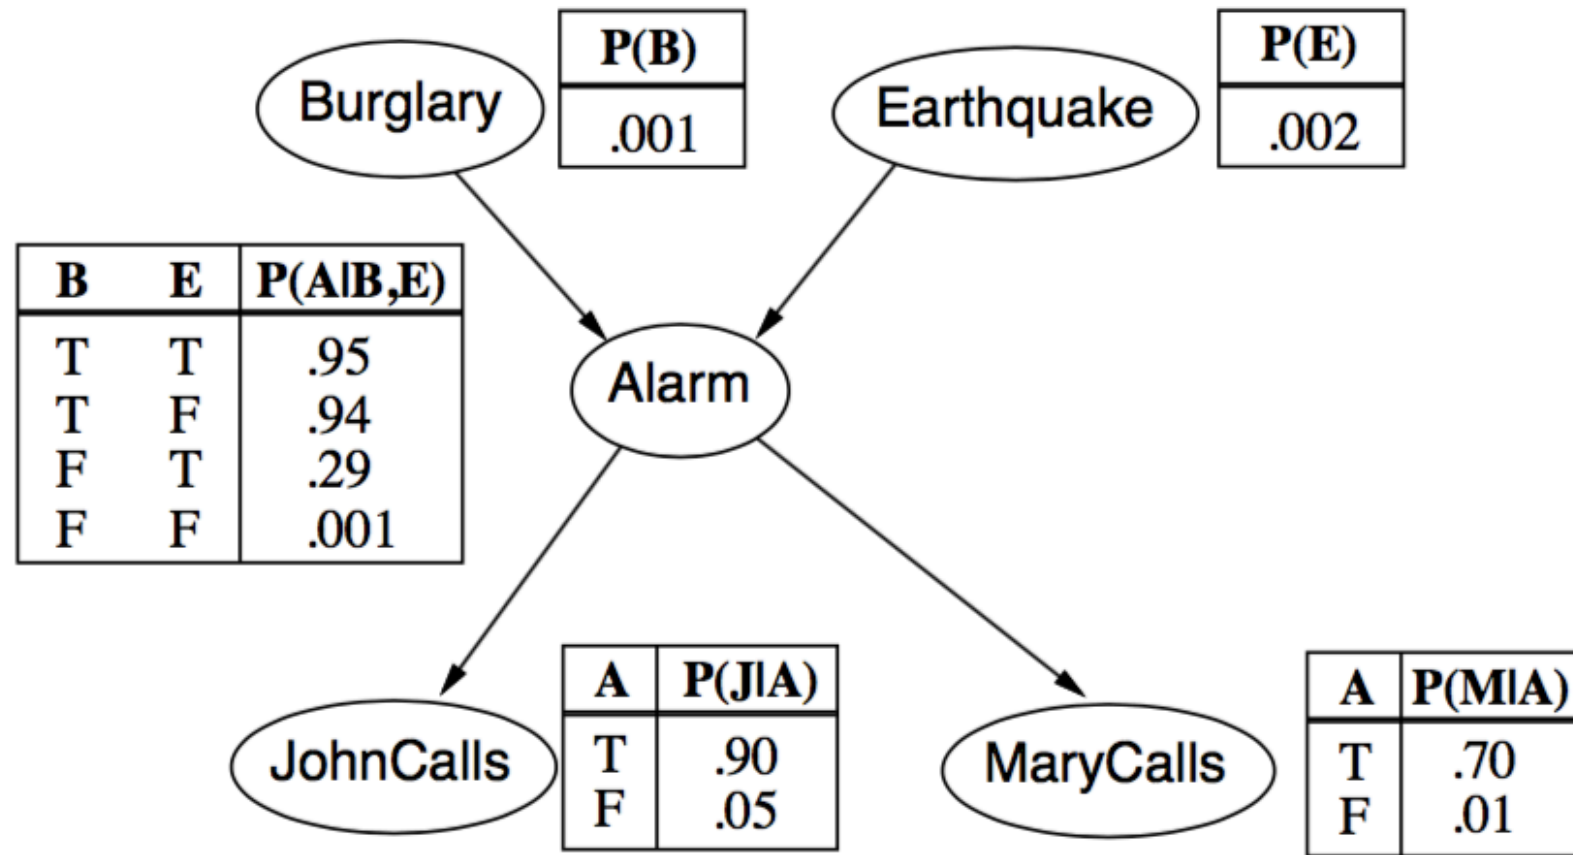 Burglary
P(B)
.001
Earthquake
P(E)
.002
B E P(A|B,E)
T T .95
T F .94
F T .29
F F .001
Alarm
JohnCalls
A P(J|A)
T .90
F .05
MaryCalls
A P(M|A)
T .70
F .01